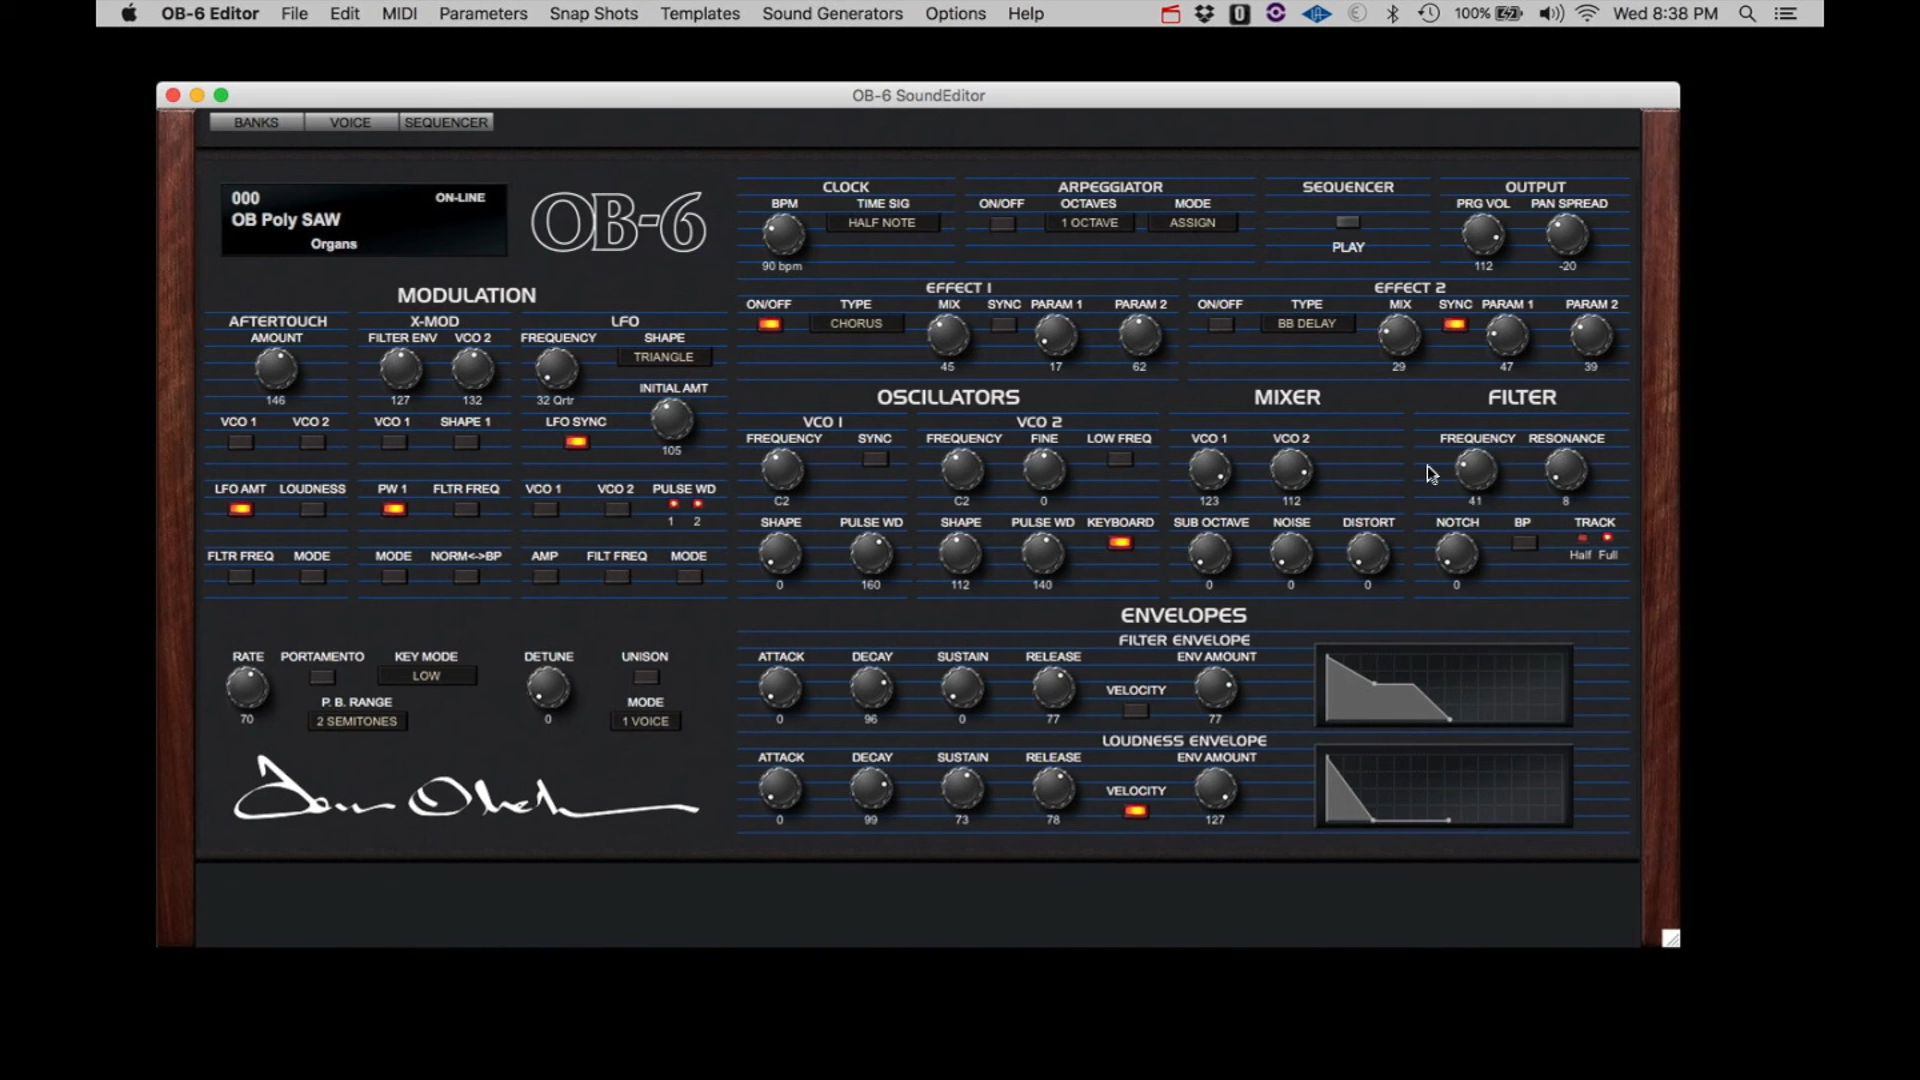 OB-6 Editor File Edit MIDI Parameters Snap Shots Templates Sound Generators Options Help 100% Wed 8:38 PM
OB-6 SoundEditor
BANKS VOICE SEQUENCER
000 ON-LINE
OB Poly SAW
Organs
OB-6
CLOCK
BPM TIME SIG
HALF NOTE
90 bpm
ARPEGGIATOR
ON/OFF OCTAVES MODE
1 OCTAVE ASSIGN
SEQUENCER
PLAY
OUTPUT
PRG VOL PAN SPREAD
112 -20
EFFECT 1
ON/OFF TYPE MIX SYNC PARAM 1 PARAM 2
CHORUS
45 17 62
EFFECT 2
ON/OFF TYPE MIX SYNC PARAM 1 PARAM 2
BB DELAY
29 47 39
MODULATION
AFTERTOUCH
AMOUNT
146
VCO 1 VCO 2
LFO AMT LOUDNESS
FLTR FREQ MODE
X-MOD
FILTER ENV VCO 2
127 132
VCO 1 SHAPE 1
PW 1 FLTR FREQ
MODE NORM<->BP
LFO
FREQUENCY SHAPE
TRIANGLE
32 Qrtr INITIAL AMT
LFO SYNC
105
VCO 1 VCO 2 PULSE WD
1 2
AMP FILT FREQ MODE
OSCILLATORS
VCO 1
FREQUENCY SYNC
C2
SHAPE PULSE WD
0 160
VCO 2
FREQUENCY FINE LOW FREQ
C2 0
SHAPE PULSE WD KEYBOARD
112 140
MIXER
VCO 1 VCO 2
123 112
SUB OCTAVE NOISE DISTORT
0 0 0
FILTER
FREQUENCY RESONANCE
41 8
NOTCH BP TRACK
Half Full
0
RATE PORTAMENTO KEY MODE DETUNE UNISON
LOW
P. B. RANGE MODE
70 2 SEMITONES 0 1 VOICE
Tom Oberheim
ENVELOPES
FILTER ENVELOPE
ATTACK DECAY SUSTAIN RELEASE ENV AMOUNT
VELOCITY
0 96 0 77 77
LOUDNESS ENVELOPE
ATTACK DECAY SUSTAIN RELEASE ENV AMOUNT
VELOCITY
0 99 73 78 127